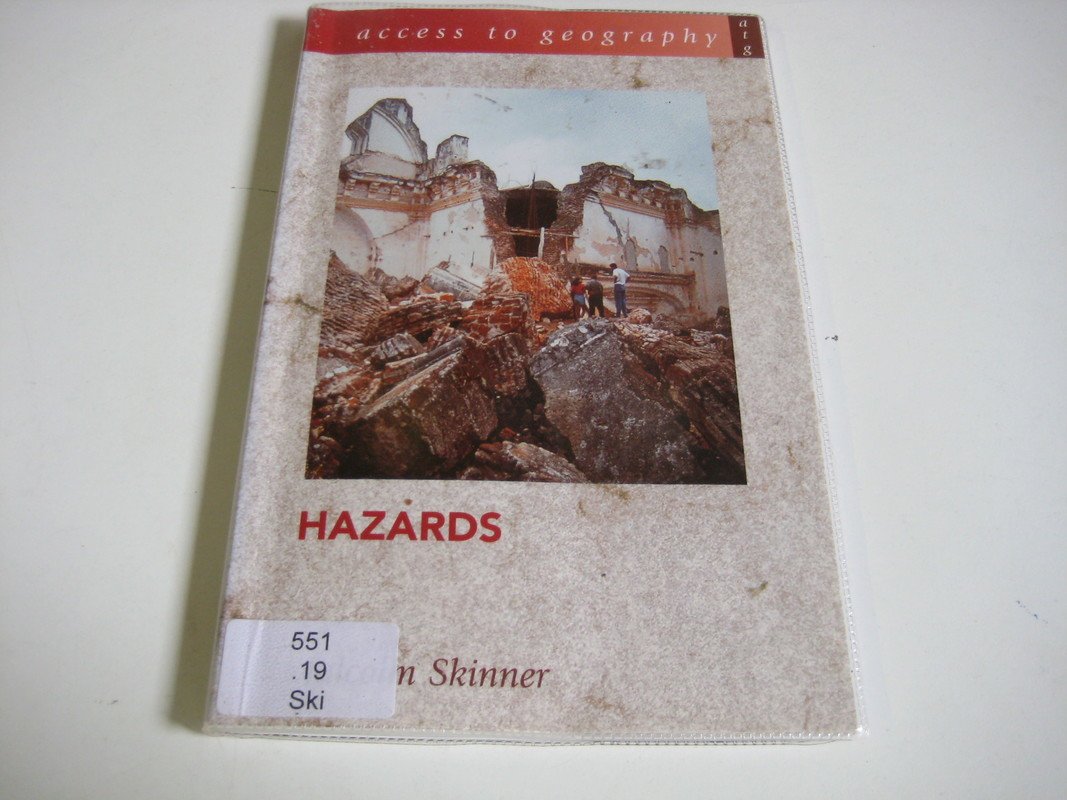 access to geography
atg
HAZARDS
551
.19
Ski
Skinner